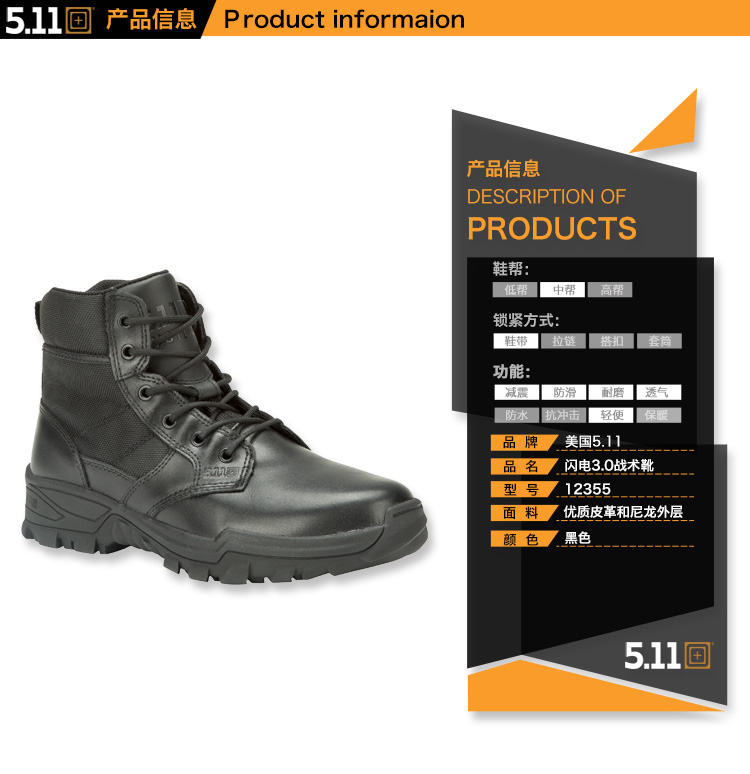 5.11 产品信息 Product informaion
产品信息
DESCRIPTION OF
PRODUCTS
鞋帮:
低帮 中帮 高帮
锁紧方式:
鞋带 拉链 搭扣 套筒
功能:
减震 防滑 耐磨 透气
防水 抗冲击 轻便 保暖
品 牌 美国5.11
品 名 闪电3.0战术靴
型 号 12355
面 料 优质皮革和尼龙外层
颜 色 黑色
5.11